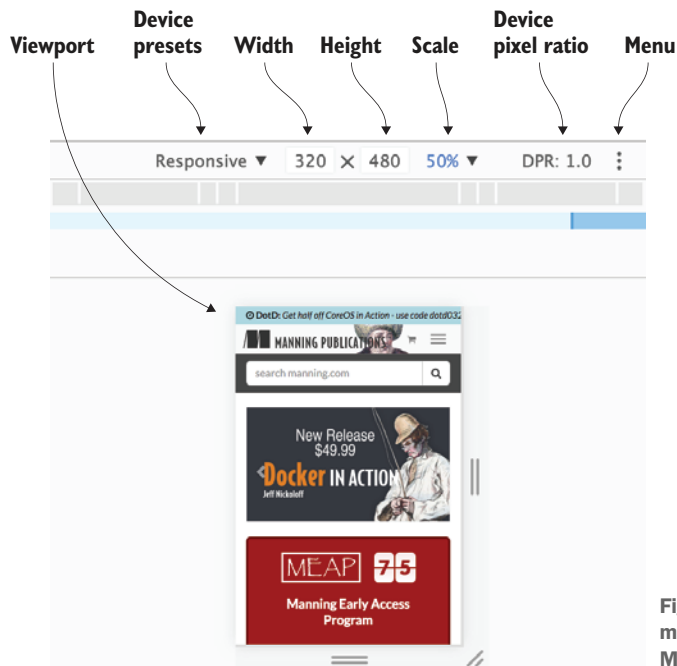 Viewport
Device
presets
Width
Height
Scale
Device
pixel ratio
Menu
Responsive ▼ 320 × 480 50% ▼ DPR: 1.0
DotD: Get half off CoreOS in Action - use code dotd032
MANNING PUBLICATIONS
search manning.com
New Release
$49.99
Docker IN ACTION
Jeff Nickoloff
MEAP 75
Manning Early Access
Program
Fi
m
M